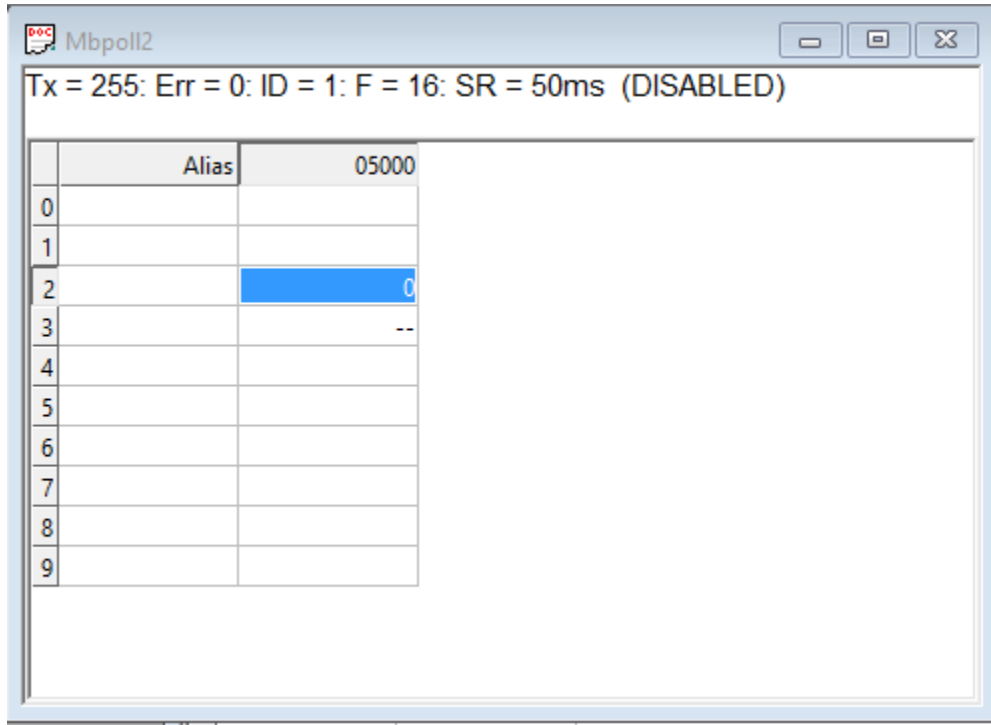 DOC
Mbpoll2
Tx = 255: Err = 0: ID = 1: F = 16: SR = 50ms  (DISABLED)
Alias 05000
0
1
2 0
3 --
4
5
6
7
8
9